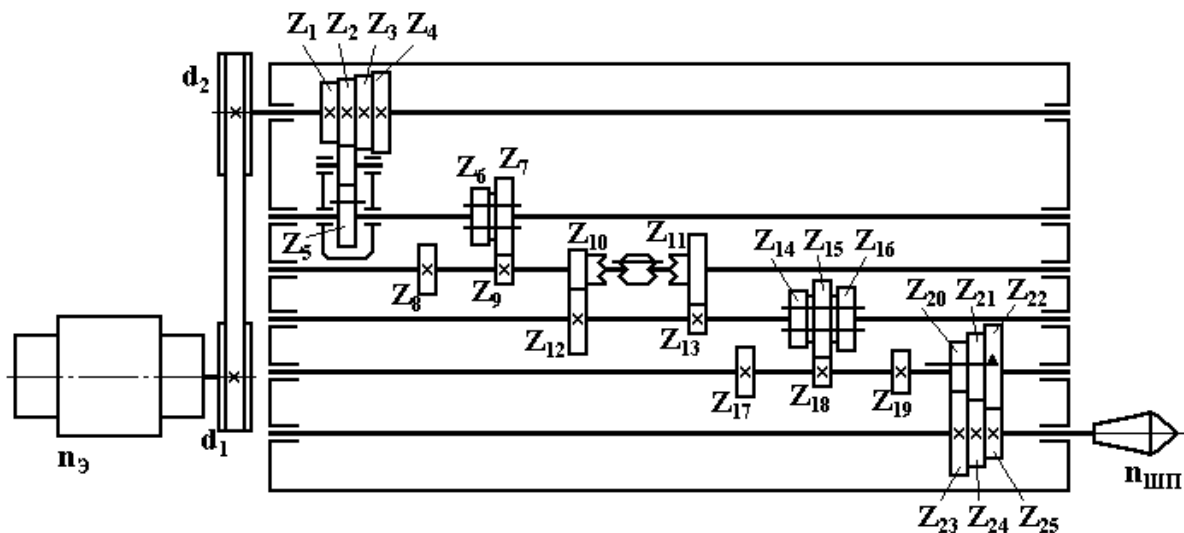 Z1 Z2 Z3 Z4
d2
Z6 Z7
Z5
Z10 Z11
Z14 Z15 Z16
Z8 Z9
Z20 Z21 Z22
Z12 Z13
Z17 Z18 Z19
d1
nЭ
nШП
Z23 Z24 Z25